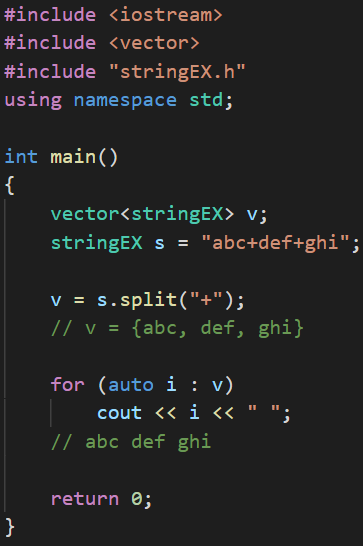 #include <iostream>
#include <vector>
#include "stringEX.h"
using namespace std;

int main()
{
    vector<stringEX> v;
    stringEX s = "abc+def+ghi";

    v = s.split("+");
    // v = {abc, def, ghi}

    for (auto i : v)
        cout << i << " ";
    // abc def ghi

    return 0;
}